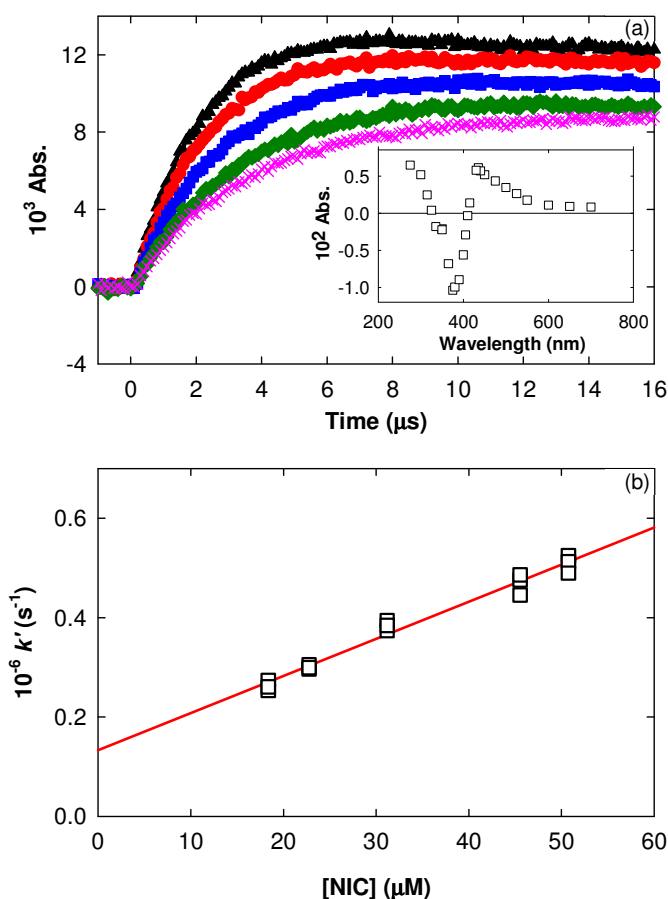 (a)
12
8
4
0
-4
10³ Abs.
0 2 4 6 8 10 12 14 16
Time (μs)
0.5
0.0
-0.5
-1.0
10² Abs.
200 400 600 800
Wavelength (nm)
(b)
0.6
0.4
0.2
0.0
10⁻⁶ k' (s⁻¹)
0 10 20 30 40 50 60
[NIC] (μM)